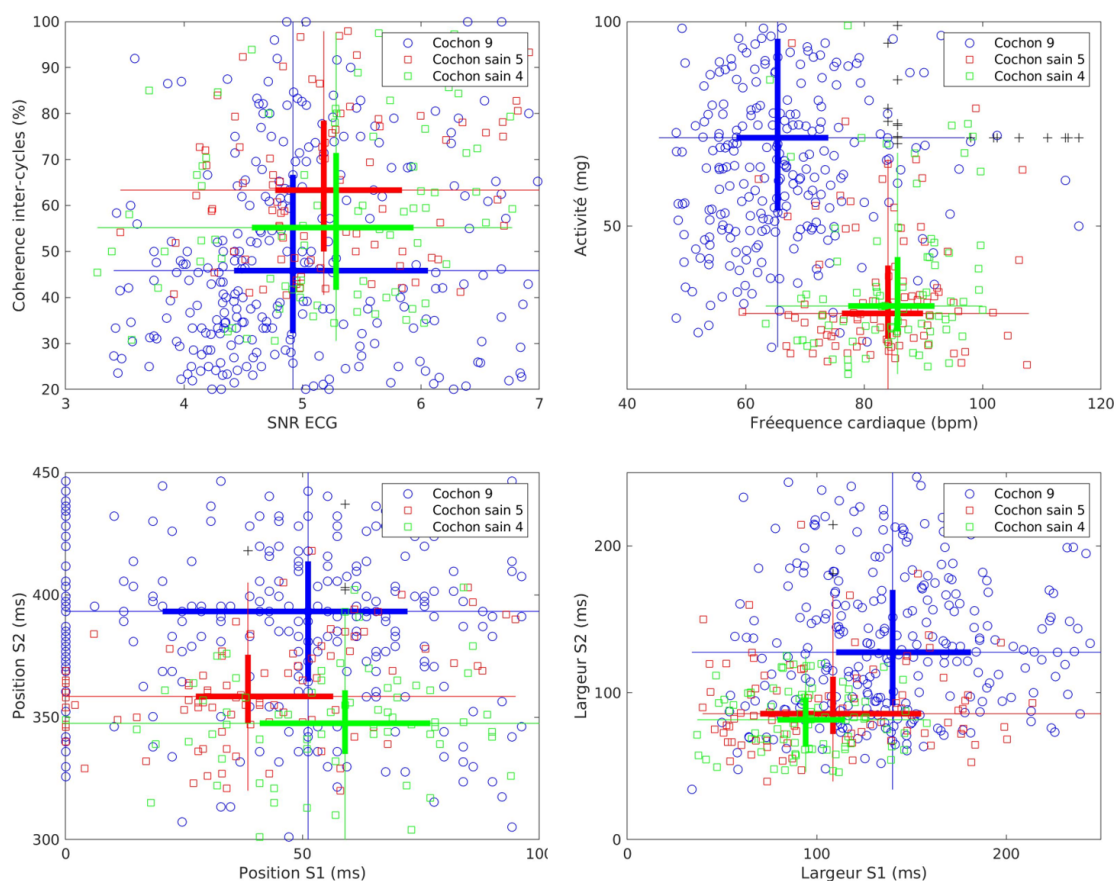 100
90
80
70
60
50
40
30
20
Coherence inter-cycles (%)
3
4
5
6
7
SNR ECG
Cochon 9
Cochon sain 5
Cochon sain 4
100
50
Activité (mg)
40
60
80
100
120
Fréequence cardiaque (bpm)
Cochon 9
Cochon sain 5
Cochon sain 4
450
400
350
300
Position S2 (ms)
0
50
100
Position S1 (ms)
Cochon 9
Cochon sain 5
Cochon sain 4
200
100
0
Largeur S2 (ms)
0
100
200
Largeur S1 (ms)
Cochon 9
Cochon sain 5
Cochon sain 4